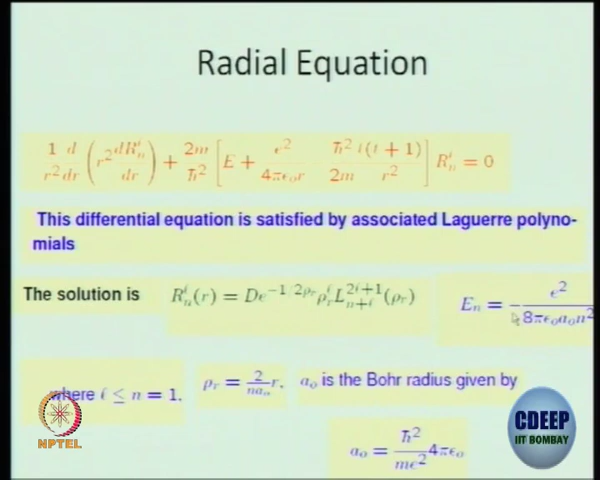 Radial Equation
1/r² d/dr (r² dRₙˡ/dr) + 2m/ħ² [E + e²/4πϵ₀r ħ²/2m l(l + 1)/r²] Rₙˡ = 0
This differential equation is satisfied by associated Laguerre polyno-
mials
The solution is Rₙˡ(r) = De^{-1/2ρᵣ}ρᵣˡL_{n+l}^{2l+1}(ρᵣ) Eₙ = - e²/8πϵ₀a₀n²
where l ≤ n = 1. ρᵣ = 2/na₀ r. a₀ is the Bohr radius given by
a₀ = ħ²/me² 4πϵ₀
NPTEL
CDEEP
IIT BOMBAY